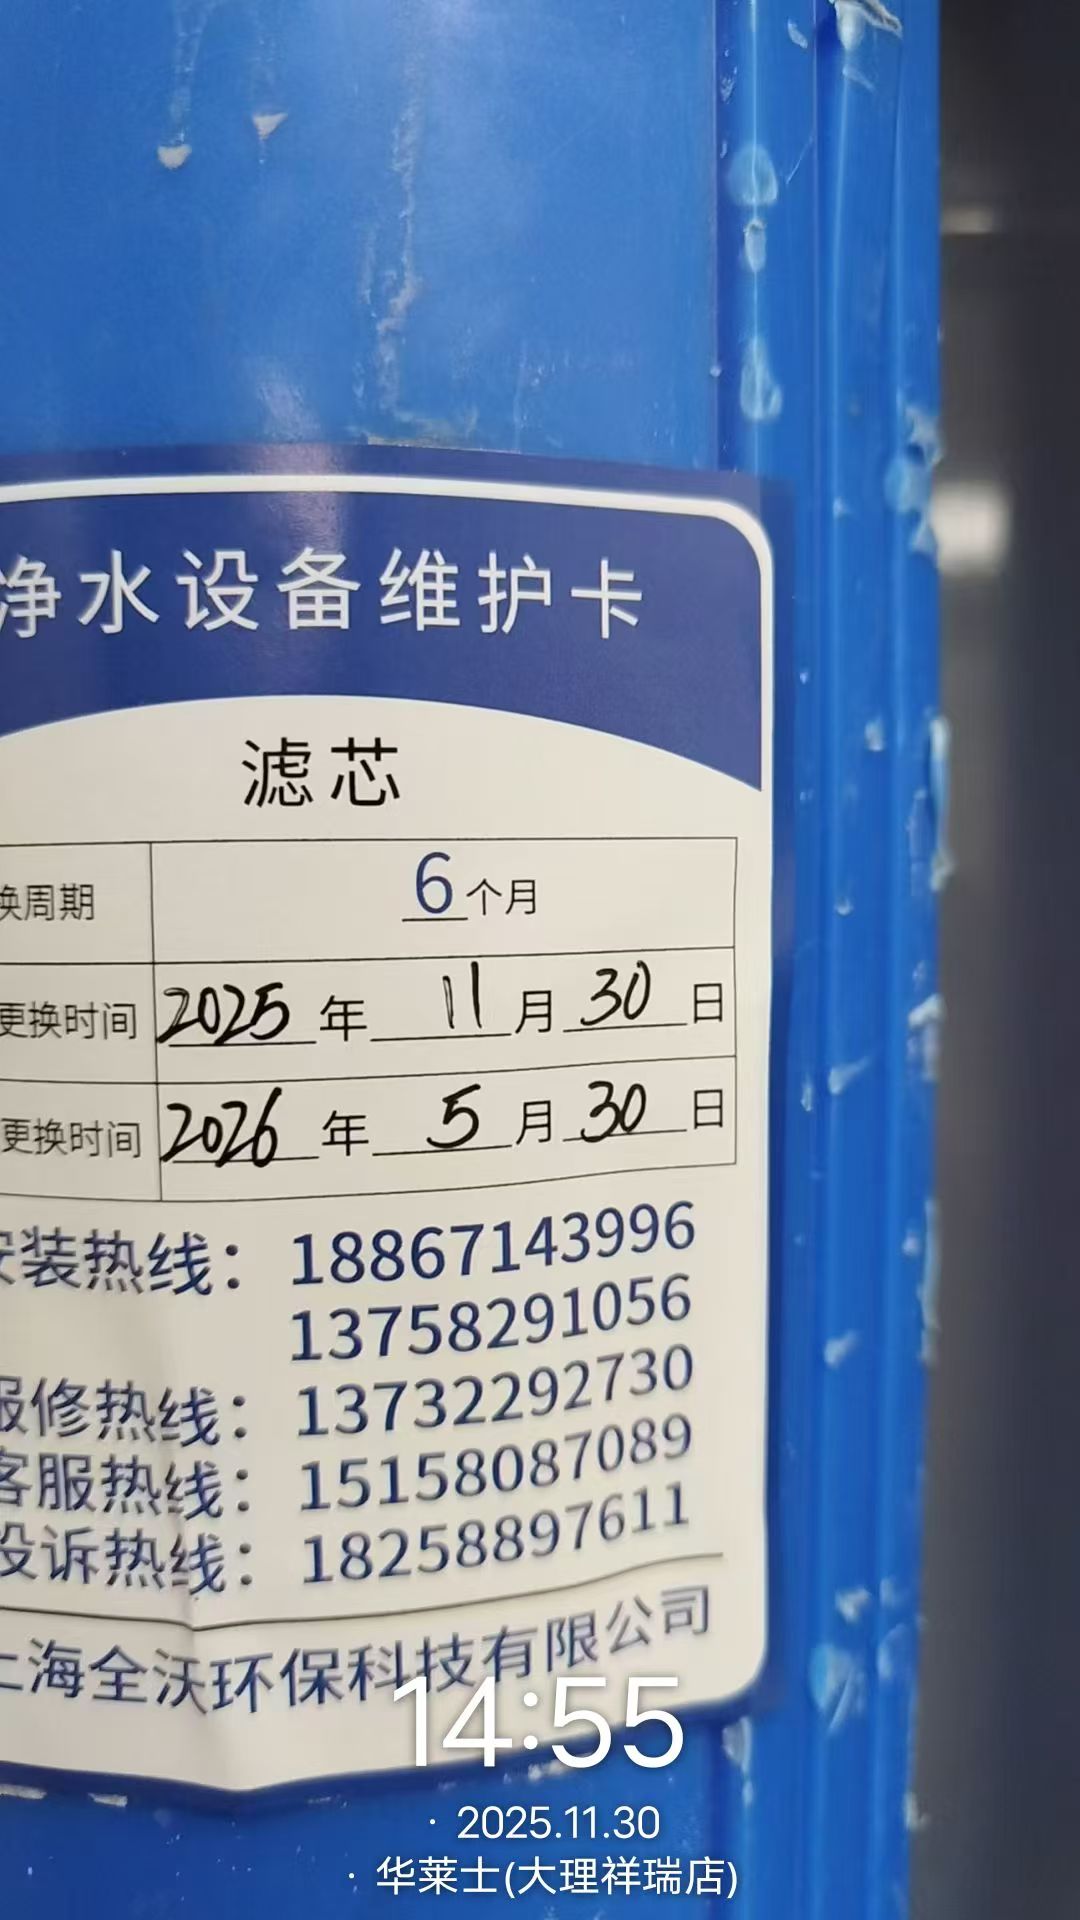 净水设备维护卡
滤芯
换周期 6个月
更换时间 2025年11月30日
更换时间 2026年5月30日
安装热线：18867143996
13758291056
报修热线：13732292730
客服热线：15158087089
投诉热线：18258897611
上海全沃环保科技有限公司
14:55
· 2025.11.30
· 华莱士(大理祥瑞店)